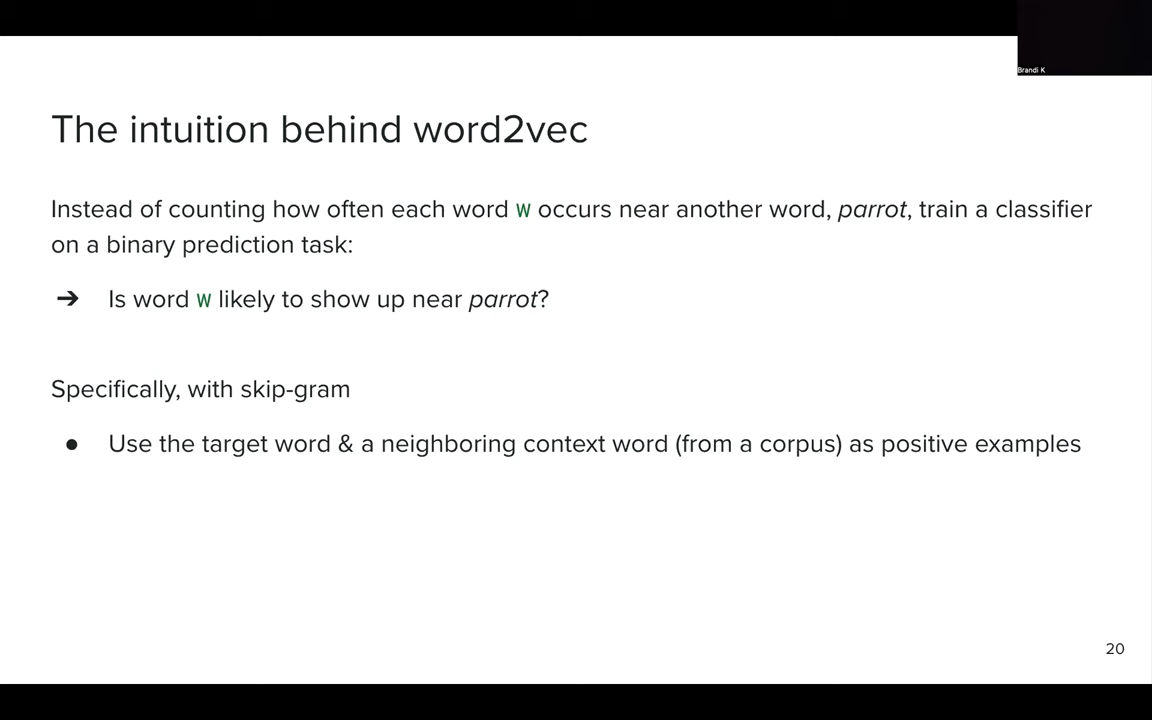 Brandi K
The intuition behind word2vec
Instead of counting how often each word w occurs near another word, parrot, train a classifier
on a binary prediction task:
➔ Is word w likely to show up near parrot?
Specifically, with skip-gram
● Use the target word & a neighboring context word (from a corpus) as positive examples
20